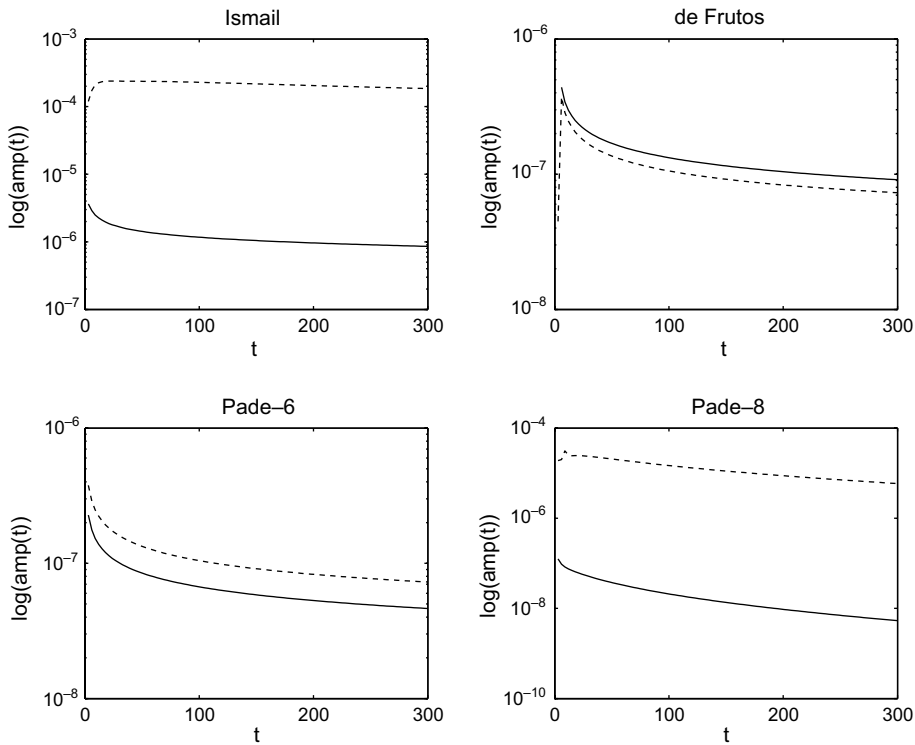 Ismail
10⁻³
10⁻⁴
10⁻⁵
10⁻⁶
10⁻⁷
log(amp(t))
0 100 200 300
t
de Frutos
10⁻⁶
10⁻⁷
10⁻⁸
log(amp(t))
0 100 200 300
t
Pade–6
10⁻⁶
10⁻⁷
10⁻⁸
log(amp(t))
0 100 200 300
t
Pade–8
10⁻⁴
10⁻⁶
10⁻⁸
10⁻¹⁰
log(amp(t))
0 100 200 300
t